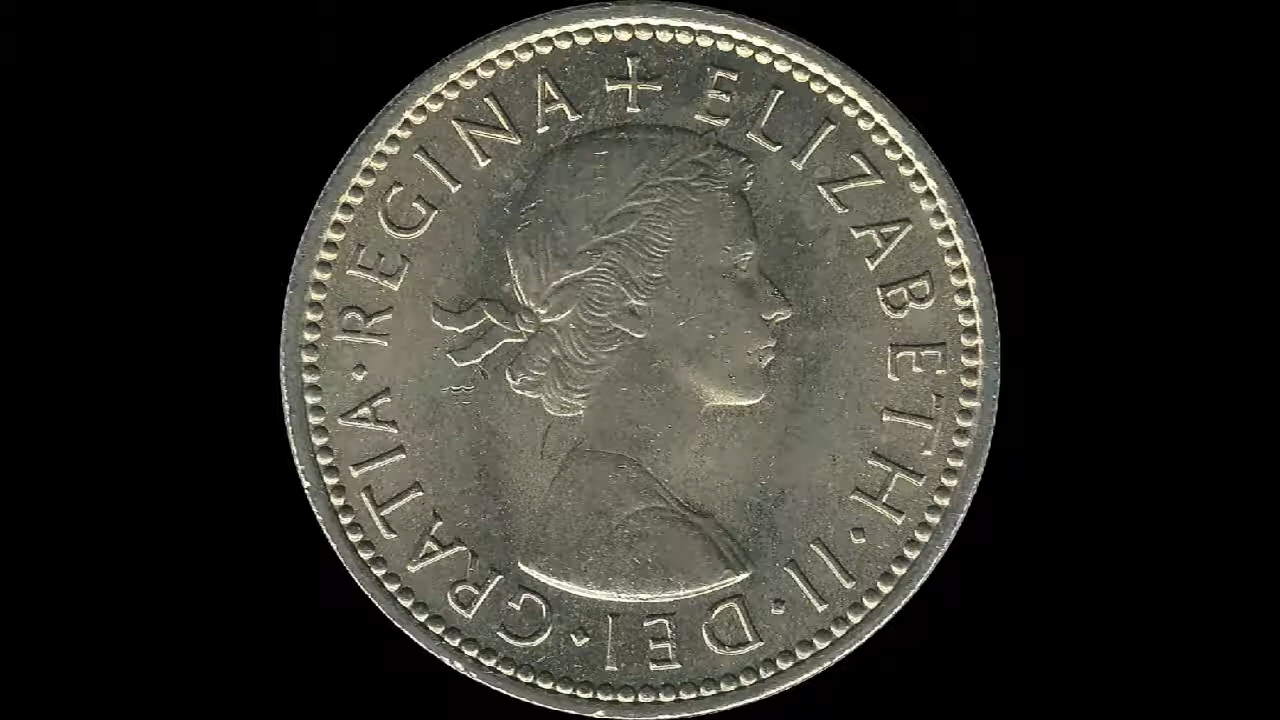 + ELIZABETH · II · DEI · GRATIA · REGINA